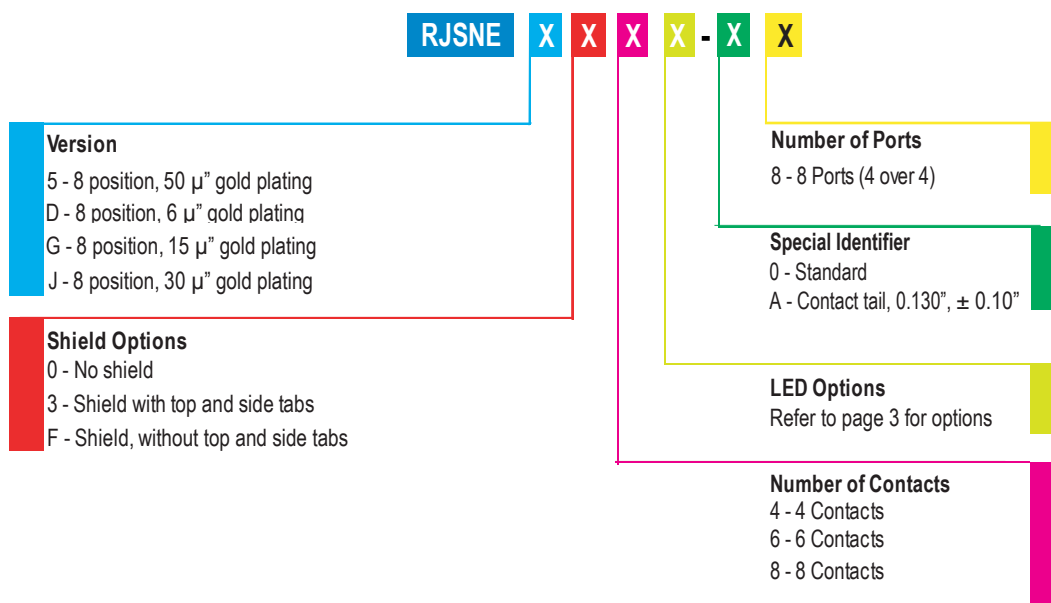 RJSNE X X X X - X X
Version
5 - 8 position, 50 µ” gold plating
D - 8 position, 6 µ” gold plating
G - 8 position, 15 µ” gold plating
J - 8 position, 30 µ” gold plating
Shield Options
0 - No shield
3 - Shield with top and side tabs
F - Shield, without top and side tabs
Number of Ports
8 - 8 Ports (4 over 4)
Special Identifier
0 - Standard
A - Contact tail, 0.130”, ± 0.10”
LED Options
Refer to page 3 for options
Number of Contacts
4 - 4 Contacts
6 - 6 Contacts
8 - 8 Contacts